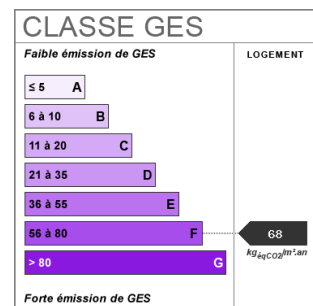 CLASSE GES
Faible émission de GES
LOGEMENT
≤ 5 A
6 à 10 B
11 à 20 C
21 à 35 D
36 à 55 E
56 à 80 F
68
kgéqCO2/m².an
> 80 G
Forte émission de GES